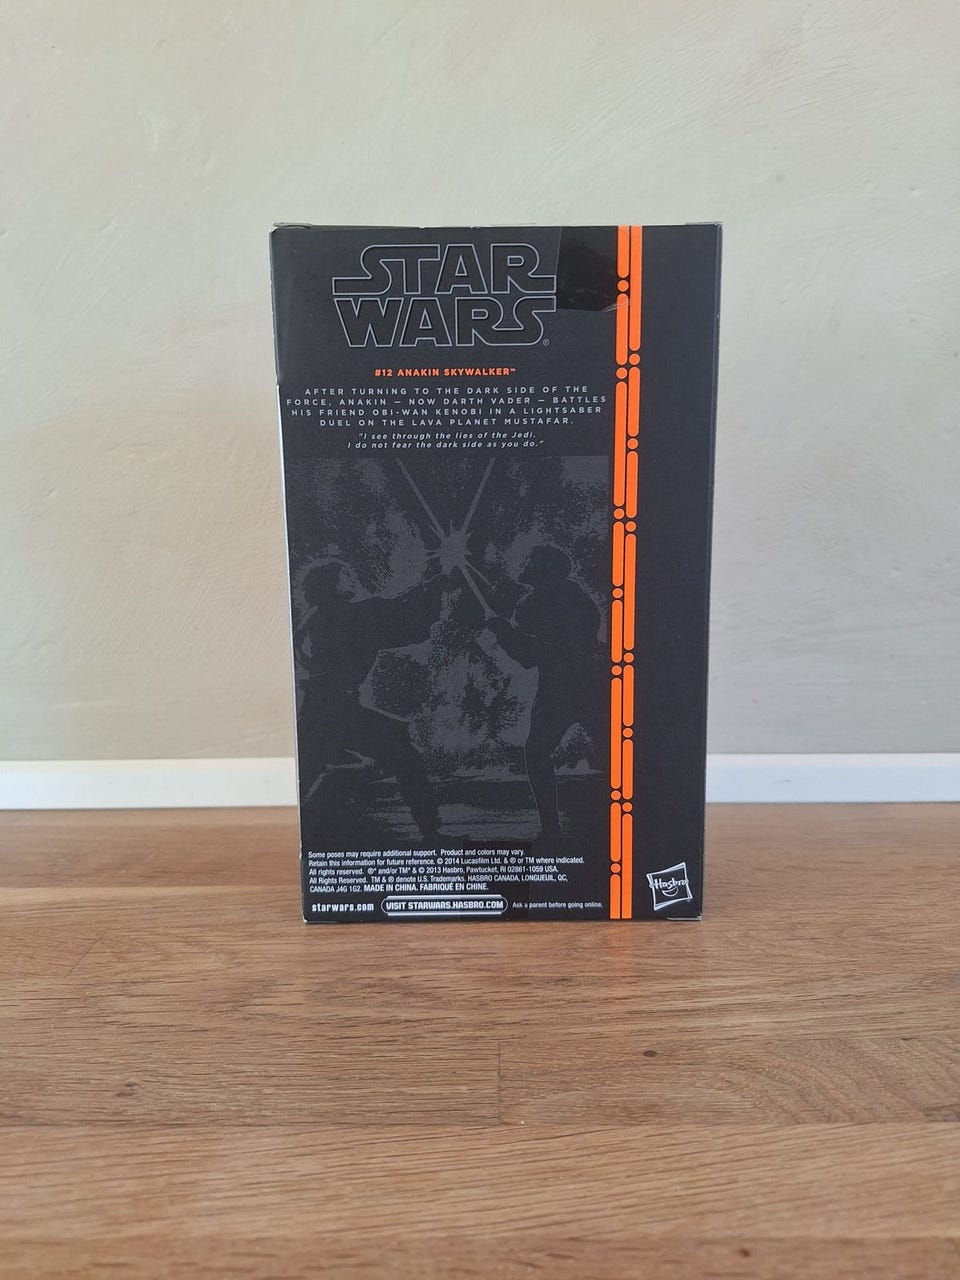 STAR
WARS®
#12 ANAKIN SKYWALKER™
AFTER TURNING TO THE DARK SIDE OF THE
FORCE, ANAKIN — NOW DARTH VADER — BATTLES
HIS FRIEND OBI-WAN KENOBI IN A LIGHTSABER
DUEL ON THE LAVA PLANET MUSTAFAR.
"I see through the lies of the Jedi.
I do not fear the dark side as you do."
Some poses may require additional support. Product and colors may vary.
Retain this information for future reference. © 2014 Lucasfilm Ltd. & ® or TM where indicated.
All rights reserved. ®* and/or TM* & © 2013 Hasbro, Pawtucket, RI 02861-1059 USA.
All Rights Reserved. TM & ® denote U.S. Trademarks. HASBRO CANADA, LONGUEUIL, QC,
CANADA J4G 1G2. MADE IN CHINA. FABRIQUÉ EN CHINE.
starwars.com VISIT STARWARS.HASBRO.COM Ask a parent before going online.
Hasbro